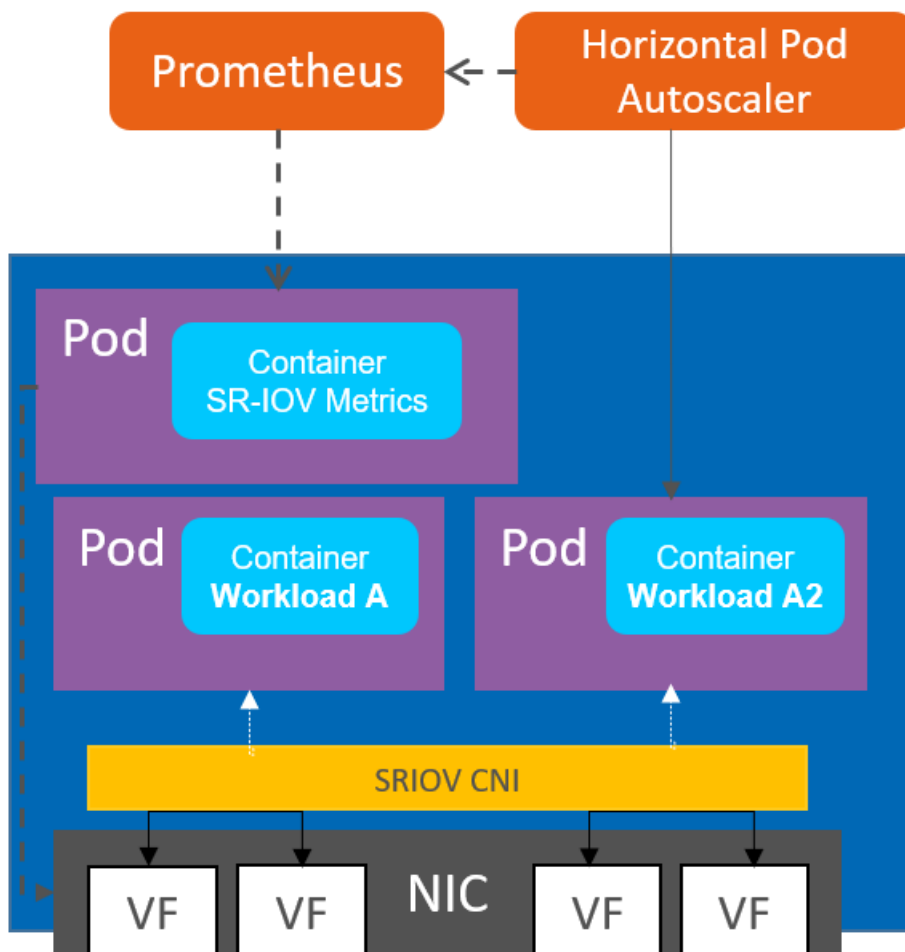 Prometheus
Horizontal Pod
Autoscaler
Pod
Container
SR-IOV Metrics
Pod
Container
Workload A
Pod
Container
Workload A2
SRIOV CNI
VF
VF
NIC
VF
VF